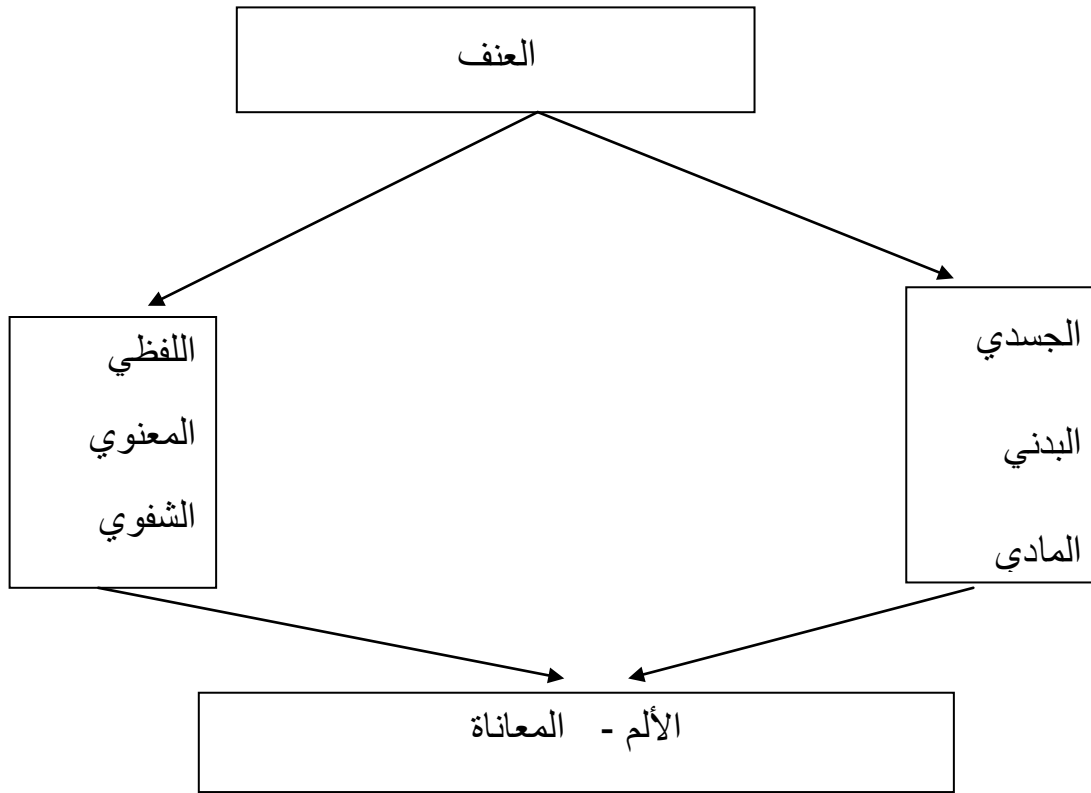 العنف
الجسدي
البدني
المادي
اللفظي
المعنوي
الشفوي
الألم - المعاناة